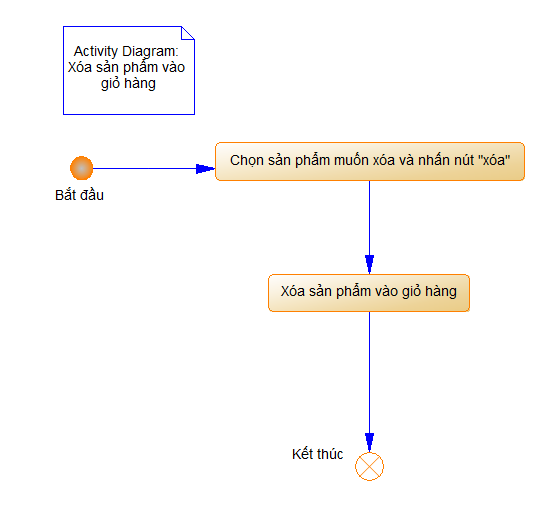 Activity Diagram:
Xóa sản phẩm vào
giỏ hàng
Chọn sản phẩm muốn xóa và nhấn nút "xóa"
Bắt đầu
Xóa sản phẩm vào giỏ hàng
Kết thúc